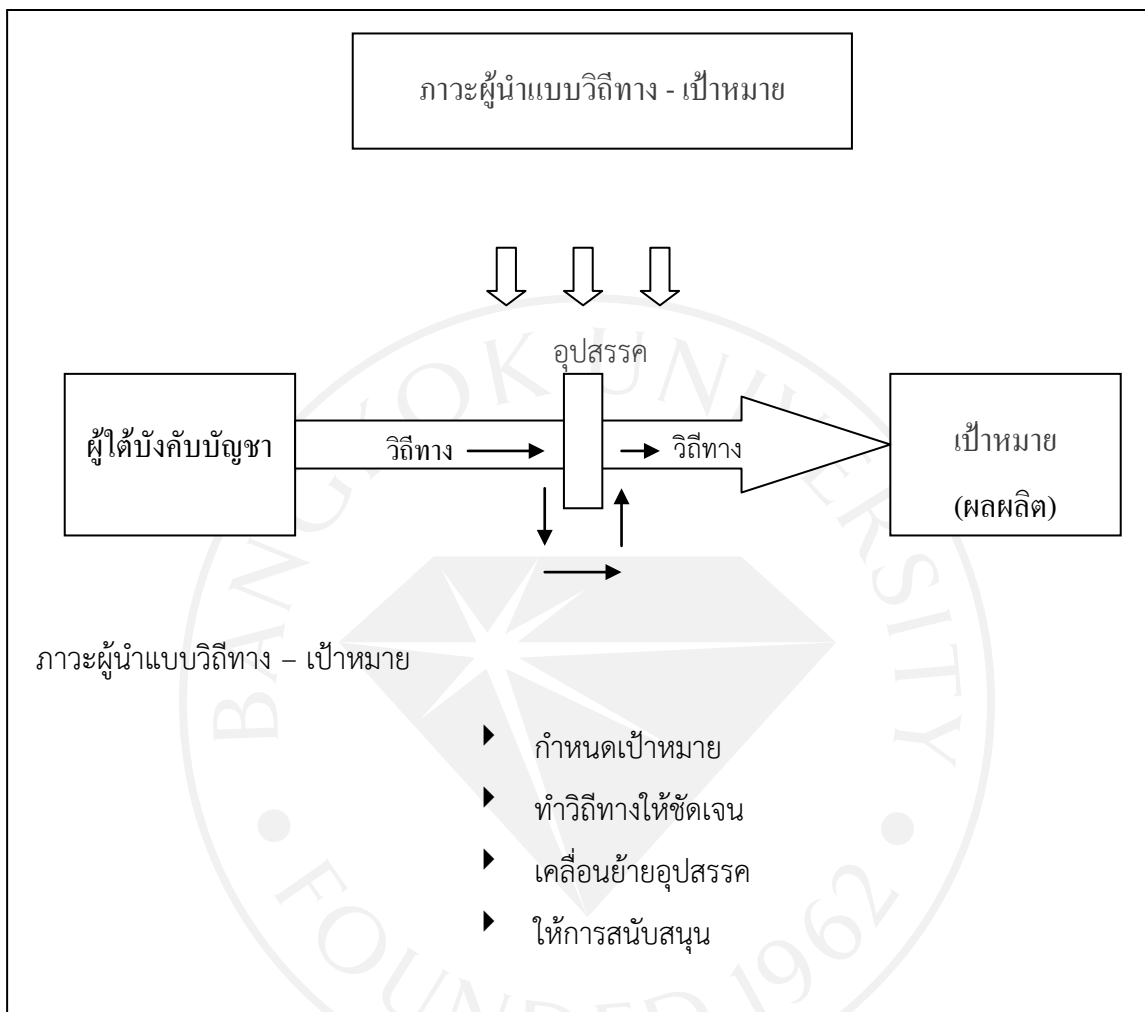 ภาวะผู้นำแบบวิถีทาง - เป้าหมาย
อุปสรรค
ผู้ใต้บังคับบัญชา
วิถีทาง
วิถีทาง
เป้าหมาย
(ผลผลิต)
ภาวะผู้นำแบบวิถีทาง – เป้าหมาย
กำหนดเป้าหมาย
ทำวิถีทางให้ชัดเจน
เคลื่อนย้ายอุปสรรค
ให้การสนับสนุน
BANGKOK UNIVERSITY
FOUNDED 1962